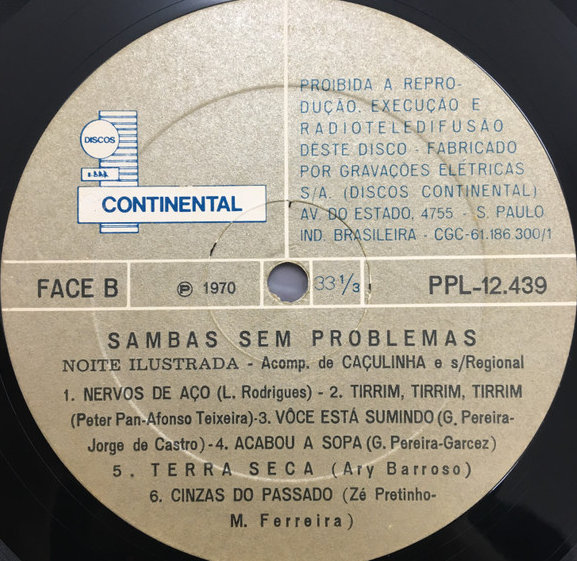 PROIBIDA A REPRO-
DUÇÃO, EXECUÇÃO E
RADIOTELEDIFUSÃO
DESTE DISCO - FABRICADO
POR GRAVAÇÕES ELÉTRICAS
S/A. (DISCOS CONTINENTAL)
AV. DO ESTADO, 4755 - S. PAULO
IND. BRASILEIRA - CGC-61.186.300/1
DISCOS
CONTINENTAL
FACE B
℗ 1970
33 1/3
PPL-12.439
SAMBAS SEM PROBLEMAS
NOITE ILUSTRADA - Acomp. de CAÇULINHA e s/Regional
1. NERVOS DE AÇO (L. Rodrigues) - 2. TIRRIM, TIRRIM, TIRRIM
(Peter Pan-Afonso Teixeira)-3. VÔCE ESTÁ SUMINDO (G. Pereira-
Jorge de Castro)-4. ACABOU A SOPA (G. Pereira-Garcez)
5. TERRA SECA (Ary Barroso)
6. CINZAS DO PASSADO (Zé Pretinho-
M. Ferreira)